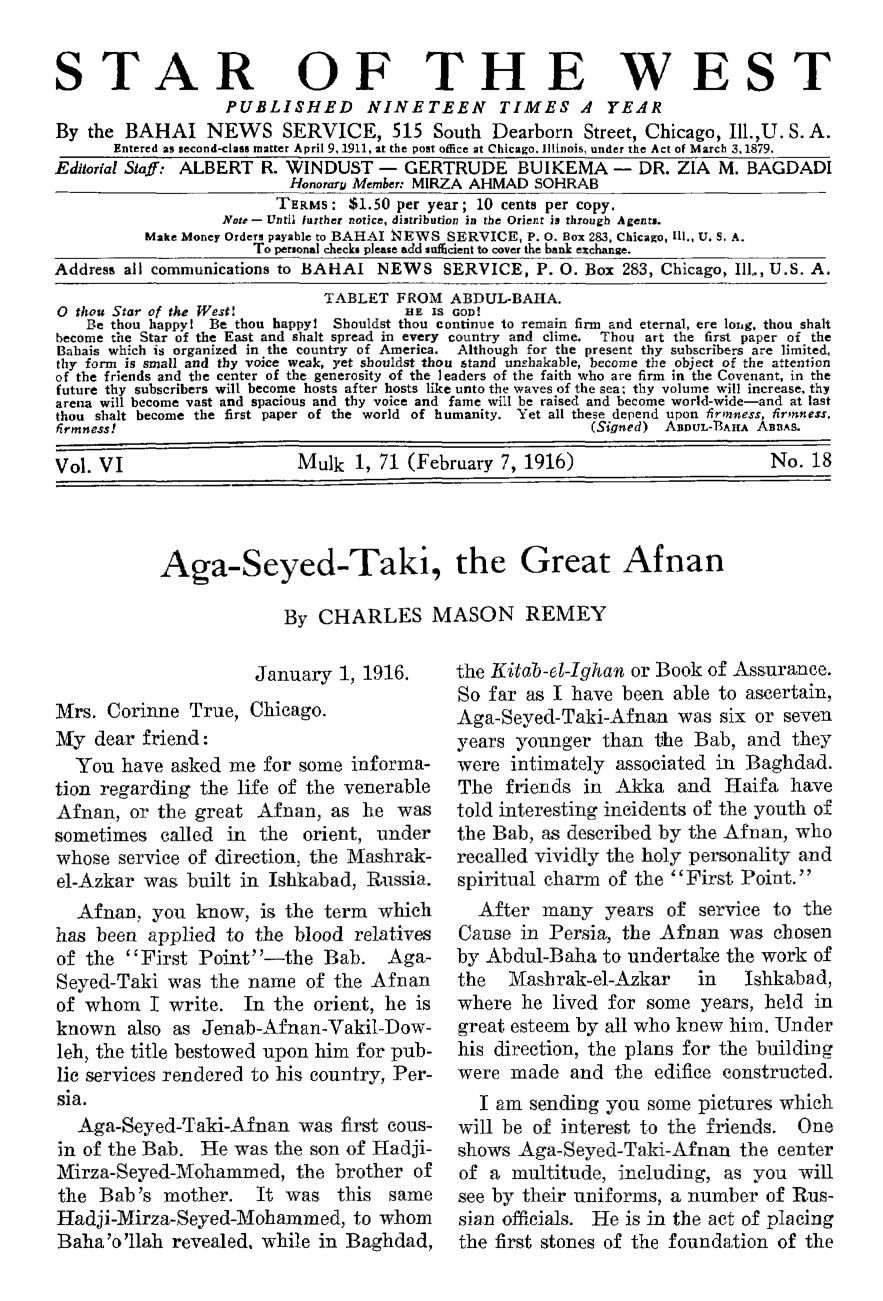 STAR OF THE WEST
PUBLISHED NINETEEN TIMES A YEAR
By the BAHAI NEWS SERVICE, 515 South Dearborn Street, Chicago, Ill., U. S. A.
Entered as second-class matter April 9, 1911, at the post office at Chicago, Illinois, under the Act of March 3, 1879.
Editorial Staff: ALBERT R. WINDUST — GERTRUDE BUIKEMA — DR. ZIA M. BAGDADI
Honorary Member: MIRZA AHMAD SOHRAB
TERMS: $1.50 per year; 10 cents per copy.
Note — Until further notice, distribution in the Orient is through Agents.
Make Money Orders payable to BAHAI NEWS SERVICE, P. O. Box 283, Chicago, Ill., U. S. A.
To personal checks please add sufficient to cover the bank exchange.
Address all communications to BAHAI NEWS SERVICE, P. O. Box 283, Chicago, Ill., U.S. A.
TABLET FROM ABDUL-BAHA.
O thou Star of the West! HE IS GOD!
Be thou happy! Be thou happy! Shouldst thou continue to remain firm and eternal, ere long, thou shalt
become the Star of the East and shalt spread in every country and clime. Thou art the first paper of the
Bahais which is organized in the country of America. Although for the present thy subscribers are limited,
thy form is small and thy voice weak, yet shouldst thou stand unshakable, become the object of the attention
of the friends and the center of the generosity of the leaders of the faith who are firm in the Covenant, in the
future thy subscribers will become hosts after hosts like unto the waves of the sea; thy volume will increase, thy
arena will become vast and spacious and thy voice and fame will be raised and become world-wide—and at last
thou shalt become the first paper of the world of humanity. Yet all these depend upon firmness, firmness,
firmness! (Signed) ABDUL-BAHA ABBAS.
Vol. VI Mulk 1, 71 (February 7, 1916) No. 18
Aga-Seyed-Taki, the Great Afnan
By CHARLES MASON REMEY
January 1, 1916.
Mrs. Corinne True, Chicago.
My dear friend:
You have asked me for some informa-
tion regarding the life of the venerable
Afnan, or the great Afnan, as he was
sometimes called in the orient, under
whose service of direction, the Mashrak-
el-Azkar was built in Ishkabad, Russia.
Afnan, you know, is the term which
has been applied to the blood relatives
of the "First Point"—the Bab. Aga-
Seyed-Taki was the name of the Afnan
of whom I write. In the orient, he is
known also as Jenab-Afnan-Vakil-Dow-
leh, the title bestowed upon him for pub-
lic services rendered to his country, Per-
sia.
Aga-Seyed-Taki-Afnan was first cous-
in of the Bab. He was the son of Hadji-
Mirza-Seyed-Mohammed, the brother of
the Bab's mother. It was this same
Hadji-Mirza-Seyed-Mohammed, to whom
Baha'o'llah revealed, while in Baghdad,
the Kitab-el-Ighan or Book of Assurance.
So far as I have been able to ascertain,
Aga-Seyed-Taki-Afnan was six or seven
years younger than the Bab, and they
were intimately associated in Baghdad.
The friends in Akka and Haifa have
told interesting incidents of the youth of
the Bab, as described by the Afnan, who
recalled vividly the holy personality and
spiritual charm of the "First Point."
After many years of service to the
Cause in Persia, the Afnan was chosen
by Abdul-Baha to undertake the work of
the Mashrak-el-Azkar in Ishkabad,
where he lived for some years, held in
great esteem by all who knew him. Under
his direction, the plans for the building
were made and the edifice constructed.
I am sending you some pictures which
will be of interest to the friends. One
shows Aga-Seyed-Taki-Afnan the center
of a multitude, including, as you will
see by their uniforms, a number of Rus-
sian officials. He is in the act of placing
the first stones of the foundation of the